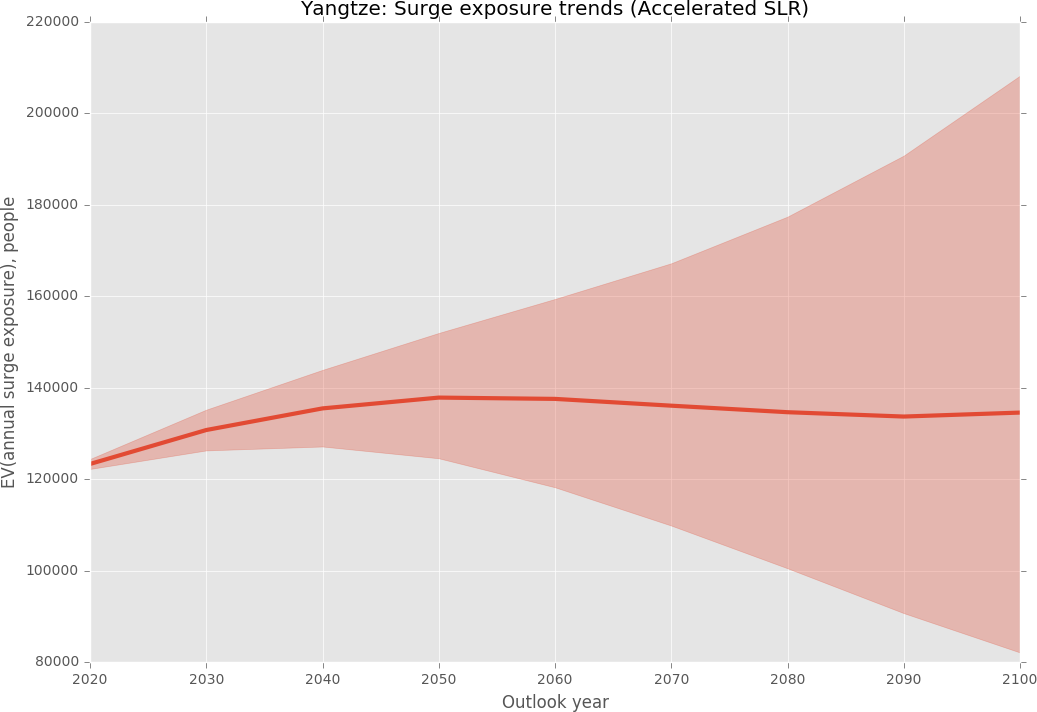 Yangtze: Surge exposure trends (Accelerated SLR)
220000
200000
180000
160000
140000
120000
100000
80000
EV(annual surge exposure), people
2020 2030 2040 2050 2060 2070 2080 2090 2100
Outlook year